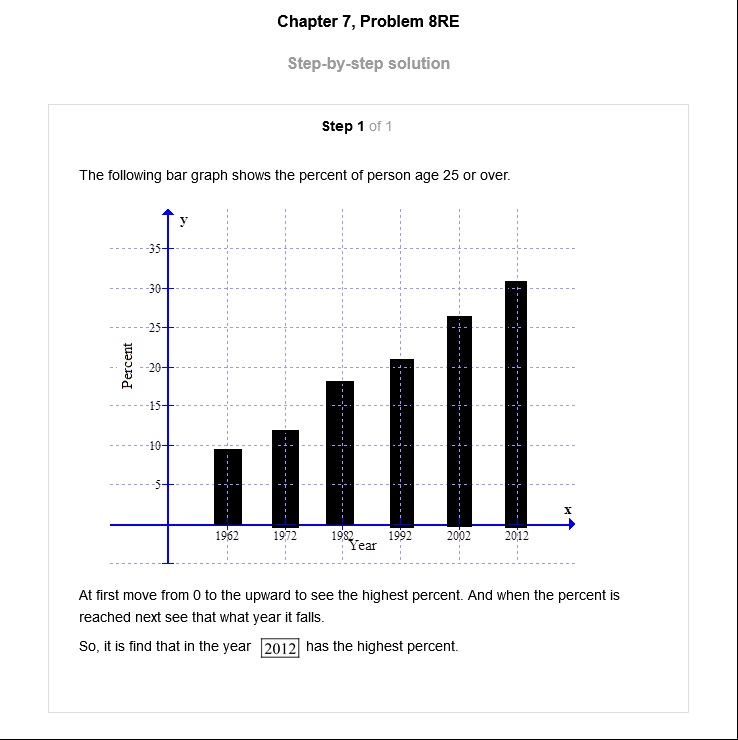 Chapter 7, Problem 8RE
Step-by-step solution
Step 1 of 1
The following bar graph shows the percent of person age 25 or over.
y
35
30
25
20
15
10
5
Percent
x
1962 1972 1982 1992 2002 2012
Year
At first move from 0 to the upward to see the highest percent. And when the percent is
reached next see that what year it falls.
So, it is find that in the year 2012 has the highest percent.